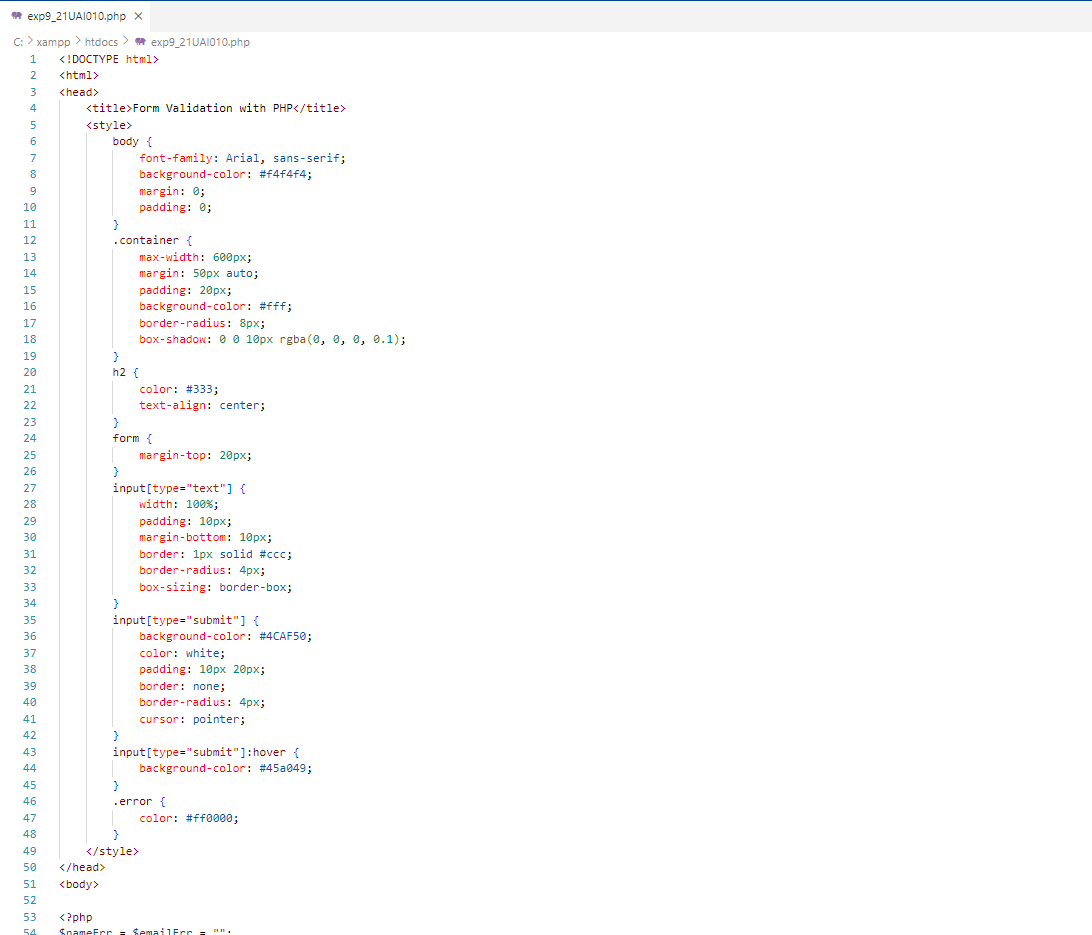 exp9_21UAI010.php ×
C: > xampp > htdocs > exp9_21UAI010.php
1 <!DOCTYPE html>
2 <html>
3 <head>
4 <title>Form Validation with PHP</title>
5 <style>
6 body {
7 font-family: Arial, sans-serif;
8 background-color: #f4f4f4;
9 margin: 0;
10 padding: 0;
11 }
12 .container {
13 max-width: 600px;
14 margin: 50px auto;
15 padding: 20px;
16 background-color: #fff;
17 border-radius: 8px;
18 box-shadow: 0 0 10px rgba(0, 0, 0, 0.1);
19 }
20 h2 {
21 color: #333;
22 text-align: center;
23 }
24 form {
25 margin-top: 20px;
26 }
27 input[type="text"] {
28 width: 100%;
29 padding: 10px;
30 margin-bottom: 10px;
31 border: 1px solid #ccc;
32 border-radius: 4px;
33 box-sizing: border-box;
34 }
35 input[type="submit"] {
36 background-color: #4CAF50;
37 color: white;
38 padding: 10px 20px;
39 border: none;
40 border-radius: 4px;
41 cursor: pointer;
42 }
43 input[type="submit"]:hover {
44 background-color: #45a049;
45 }
46 .error {
47 color: #ff0000;
48 }
49 </style>
50 </head>
51 <body>
52
53 <?php
54 $nameErr = $emailErr = "";